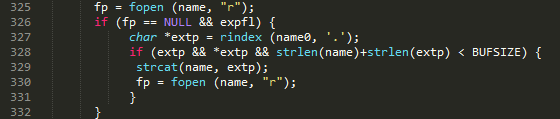 325 fp = fopen (name, "r");
326 if (fp == NULL && expfl) {
327 char *extp = rindex (name0, '.');
328 if (extp && *extp && strlen(name)+strlen(extp) < BUFSIZE) {
329 strcat(name, extp);
330 fp = fopen (name, "r");
331 }
332 }